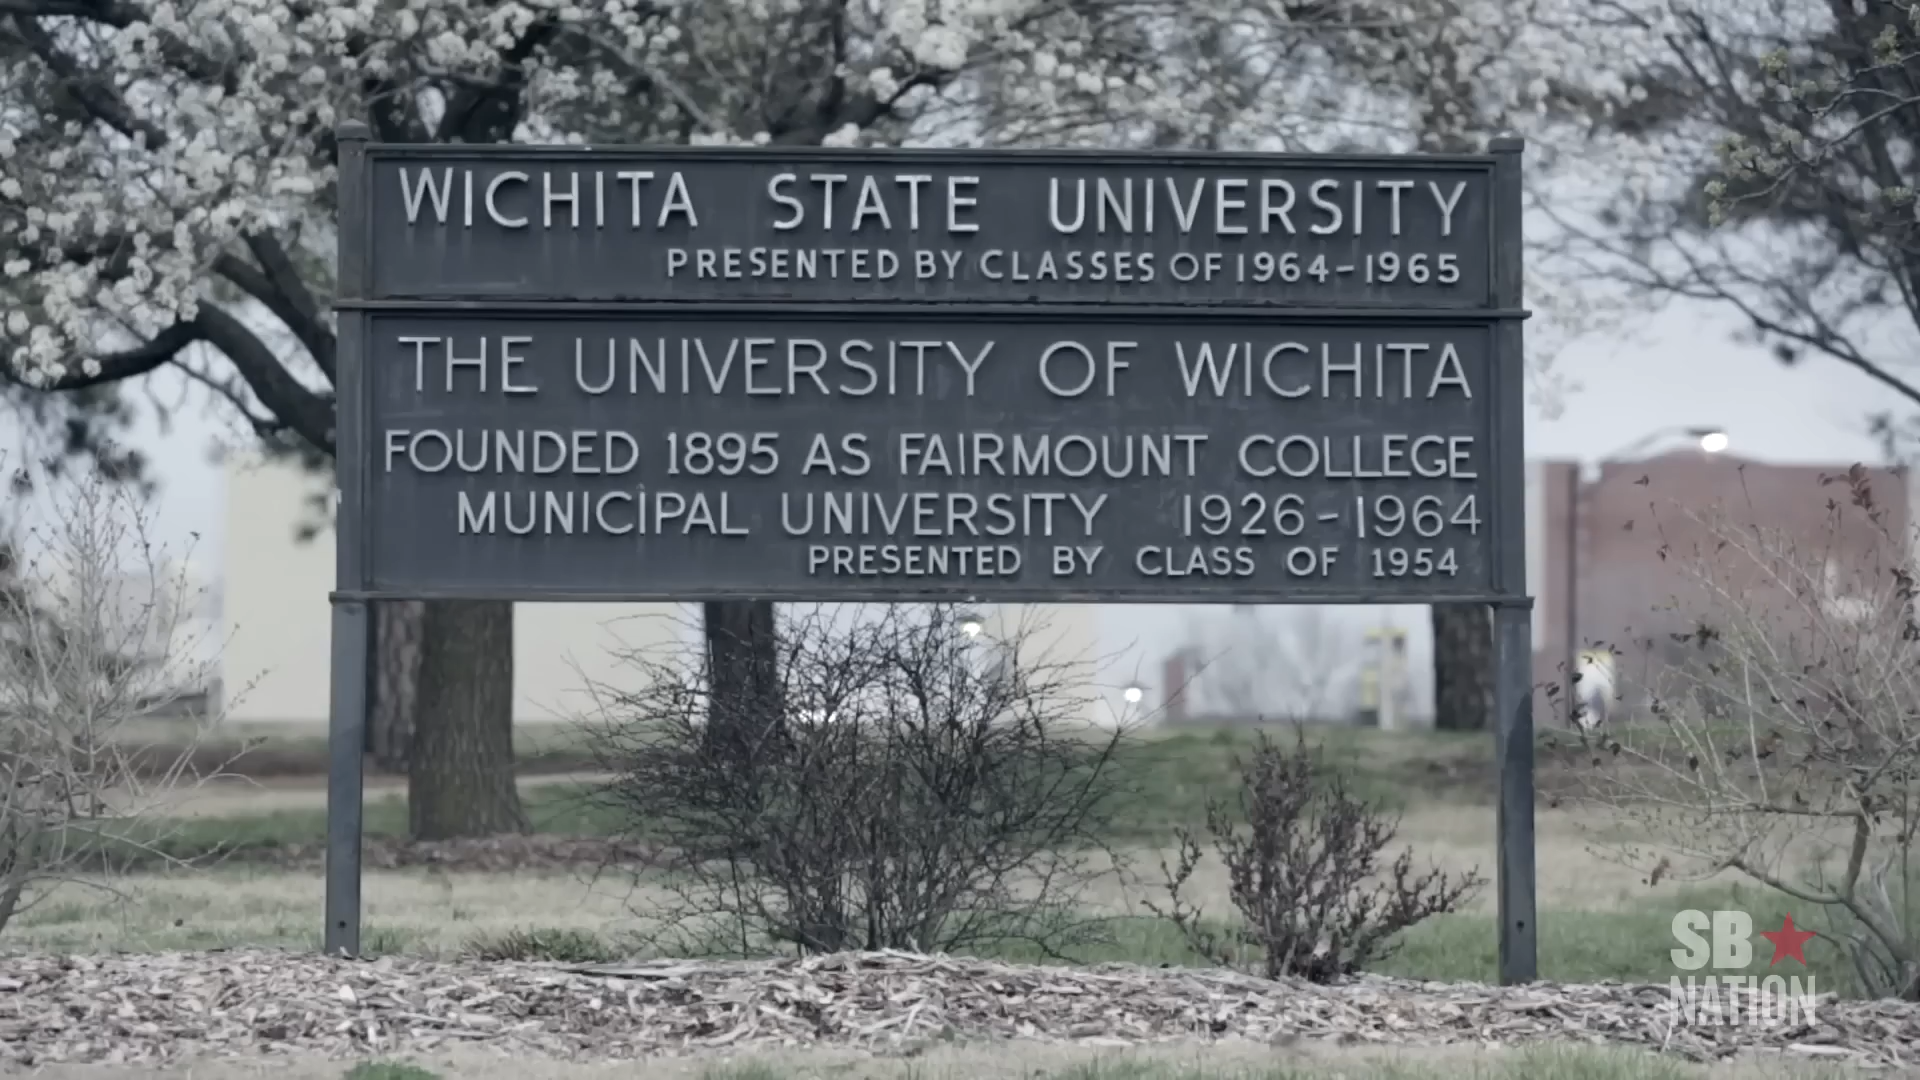 WICHITA STATE UNIVERSITY
PRESENTED BY CLASSES OF 1964-1965
THE UNIVERSITY OF WICHITA
FOUNDED 1895 AS FAIRMOUNT COLLEGE
MUNICIPAL UNIVERSITY 1926-1964
PRESENTED BY CLASS OF 1954
SB
NATION